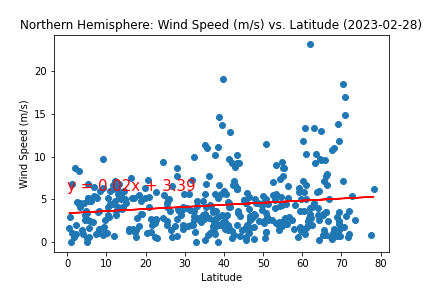 Northern Hemisphere: Wind Speed (m/s) vs. Latitude (2023-02-28)
20
15
10
5
0
Wind Speed (m/s)
y = 0.02x + 3.39
0 10 20 30 40 50 60 70 80
Latitude